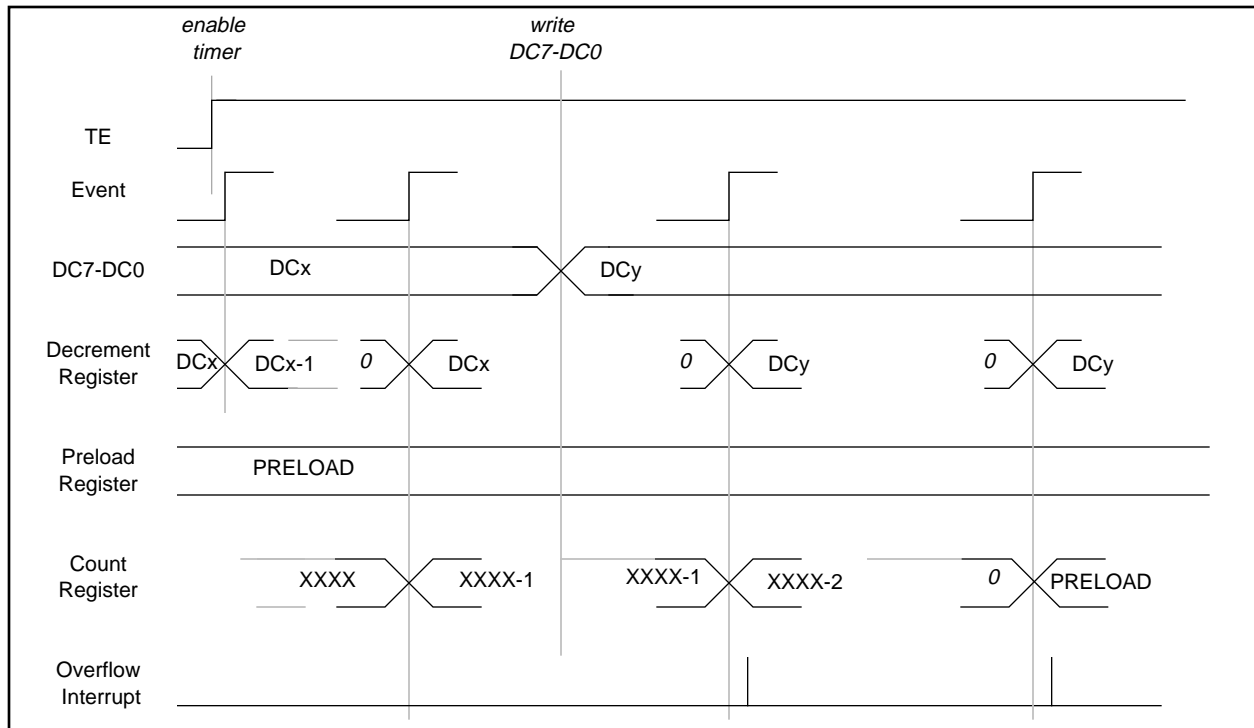 enable
timer
write
DC7-DC0
TE
Event
DC7-DC0
DCx
DCy
Decrement
Register
DCx
DCx-1
0
DCx
0
DCy
0
DCy
Preload
Register
PRELOAD
Count
Register
XXXX
XXXX-1
XXXX-1
XXXX-2
0
PRELOAD
Overflow
Interrupt